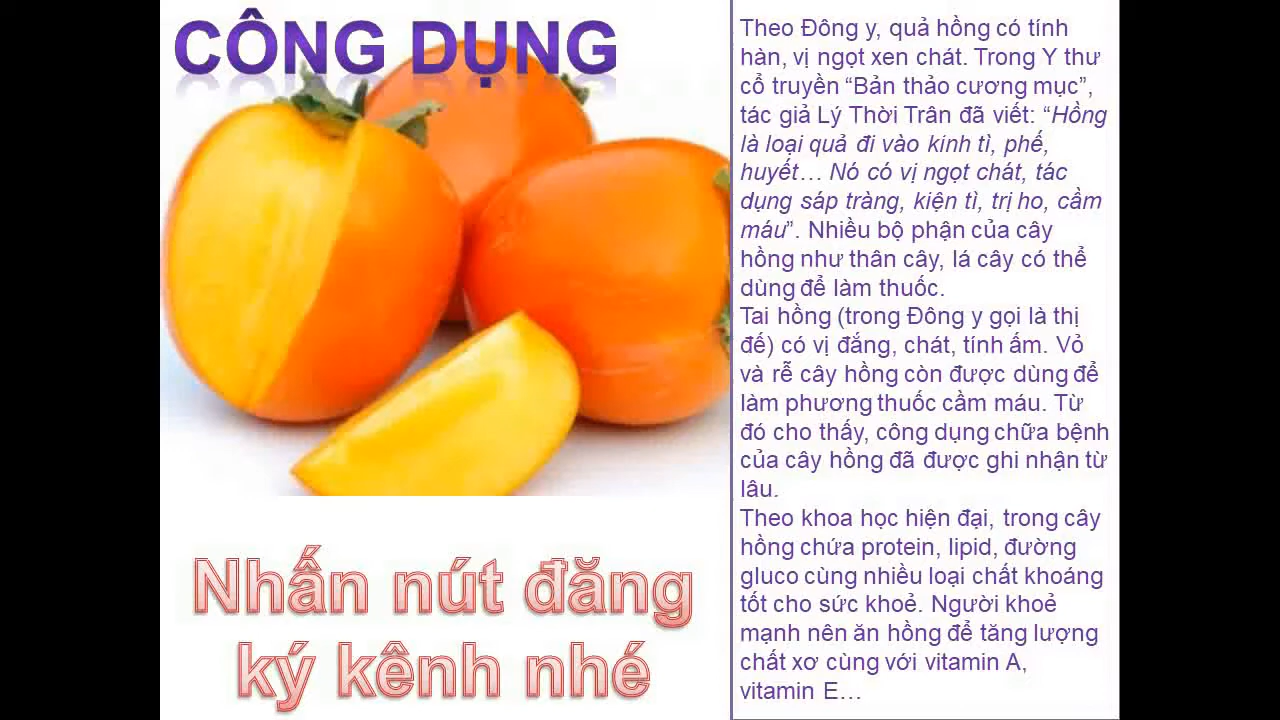 CÔNG DỤNG
Theo Đông y, quả hồng có tính
hàn, vị ngọt xen chát. Trong Y thư
cổ truyền “Bản thảo cương mục”,
tác giả Lý Thời Trân đã viết: “Hồng
là loại quả đi vào kinh tì, phế,
huyết… Nó có vị ngọt chát, tác
dụng sáp tràng, kiện tì, trị ho, cầm
máu”. Nhiều bộ phận của cây
hồng như thân cây, lá cây có thể
dùng để làm thuốc.
Tai hồng (trong Đông y gọi là thị
đế) có vị đắng, chát, tính ấm. Vỏ
và rễ cây hồng còn được dùng để
làm phương thuốc cầm máu. Từ
đó cho thấy, công dụng chữa bệnh
của cây hồng đã được ghi nhận từ
lâu.
Theo khoa học hiện đại, trong cây
hồng chứa protein, lipid, đường
gluco cùng nhiều loại chất khoáng
tốt cho sức khoẻ. Người khoẻ
mạnh nên ăn hồng để tăng lượng
chất xơ cùng với vitamin A,
vitamin E…
Nhấn nút đăng
ký kênh nhé